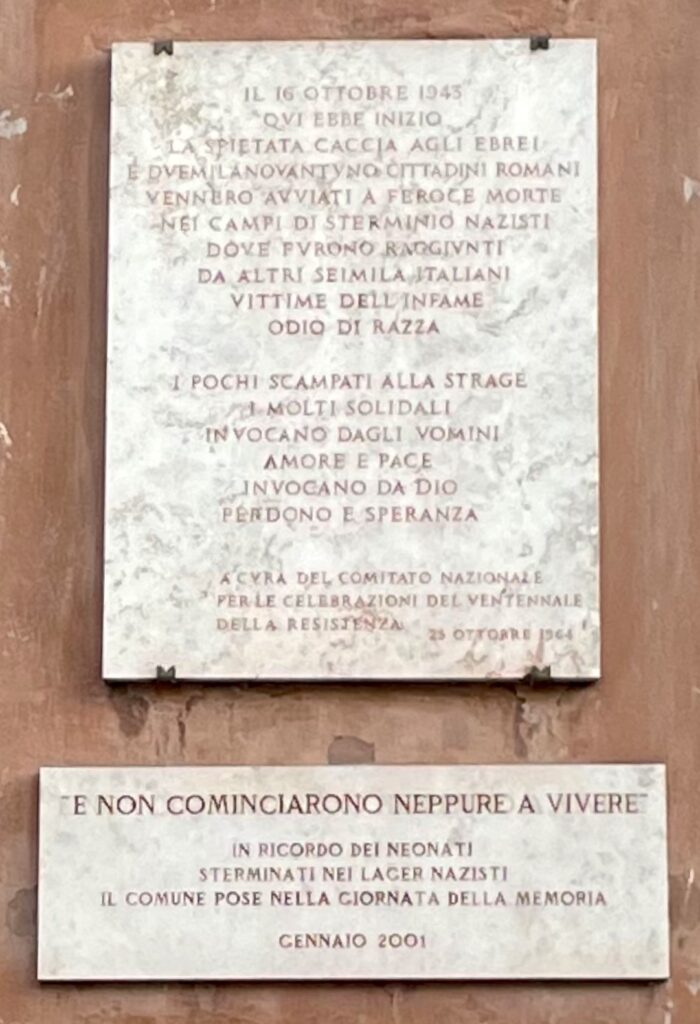 IL 16 OTTOBRE 1943
QVI EBBE INIZIO
LA SPIETATA CACCIA AGLI EBREI
E DVEMILANOVANTVNO CITTADINI ROMANI
VENNERO AVVIATI A FEROCE MORTE
NEI CAMPI DI STERMINIO NAZISTI
DOVE FVRONO RAGGIVNTI
DA ALTRI SEIMILA ITALIANI
VITTIME DELL'INFAME
ODIO DI RAZZA
I POCHI SCAMPATI ALLA STRAGE
I MOLTI SOLIDALI
INVOCANO DAGLI VOMINI
AMORE E PACE
INVOCANO DA DIO
PERDONO E SPERANZA
A CVRA DEL COMITATO NAZIONALE
PER LE CELEBRAZIONI DEL VENTENNALE
DELLA RESISTENZA
25 OTTOBRE 1964
"E NON COMINCIARONO NEPPURE A VIVERE"
IN RICORDO DEI NEONATI
STERMINATI NEI LAGER NAZISTI
IL COMUNE POSE NELLA GIORNATA DELLA MEMORIA
GENNAIO 2001